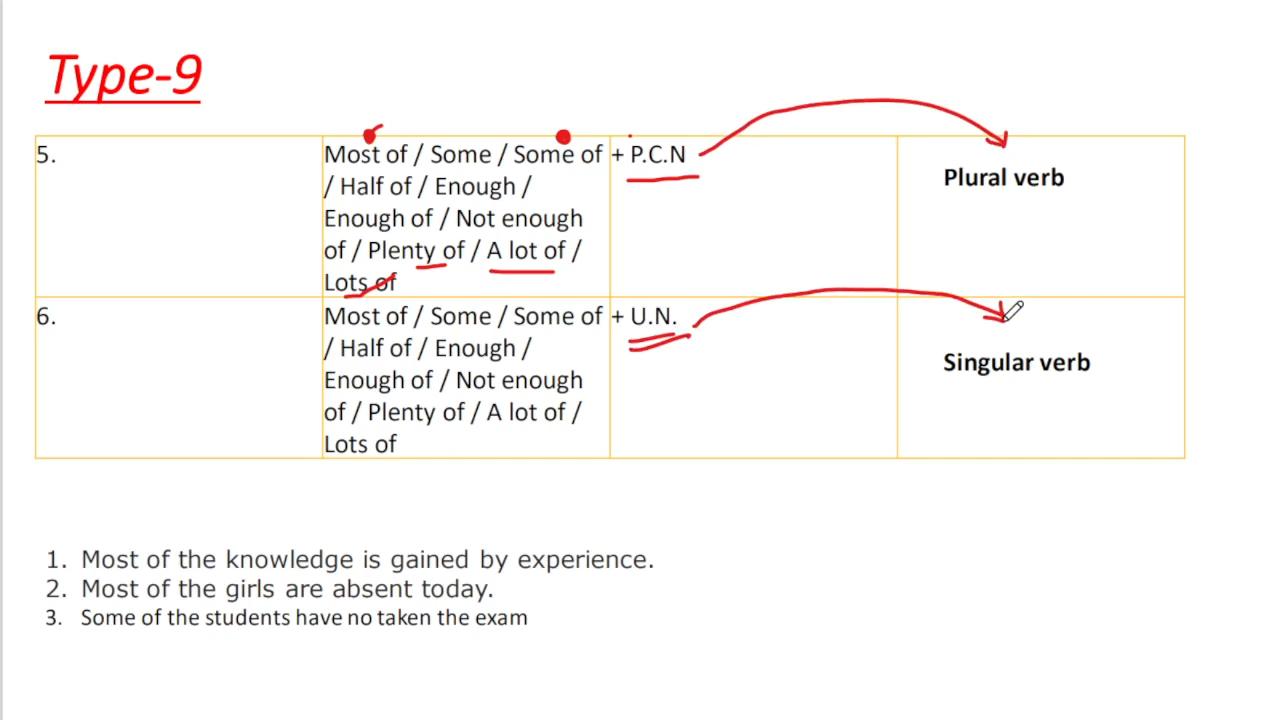 Type-9
5.
Most of / Some / Some of
/ Half of / Enough /
Enough of / Not enough
of / Plenty of / A lot of /
Lots of
+ P.C.N
Plural verb
6.
Most of / Some / Some of
/ Half of / Enough /
Enough of / Not enough
of / Plenty of / A lot of /
Lots of
+ U.N.
Singular verb
1. Most of the knowledge is gained by experience.
2. Most of the girls are absent today.
3. Some of the students have no taken the exam